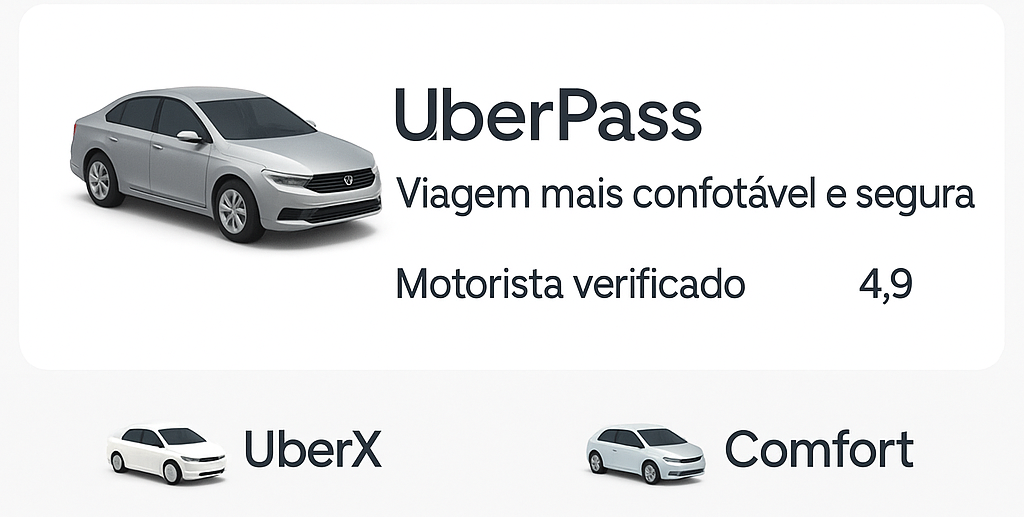 UberPass
Viagem mais confotável e segura
Motorista verificado 4,9
UberX Comfort